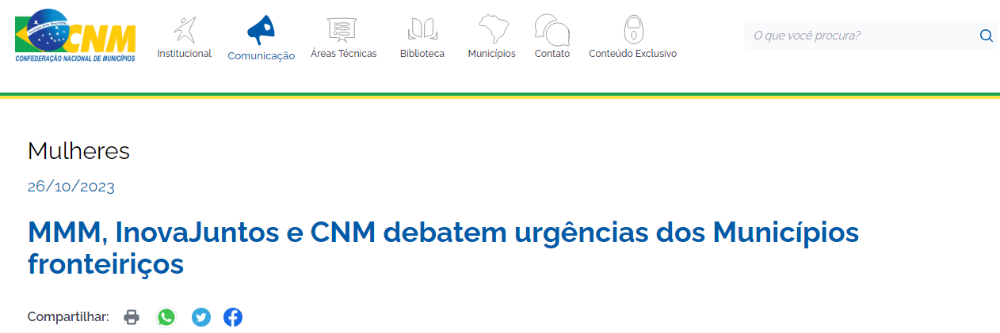 CNM
CONFEDERAÇÃO NACIONAL DE MUNICÍPIOS
Institucional
Comunicação
Áreas Técnicas
Biblioteca
Municípios
Contato
Conteúdo Exclusivo
O que você procura?
Mulheres
26/10/2023
MMM, InovaJuntos e CNM debatem urgências dos Municípios
fronteiriços
Compartilhar: